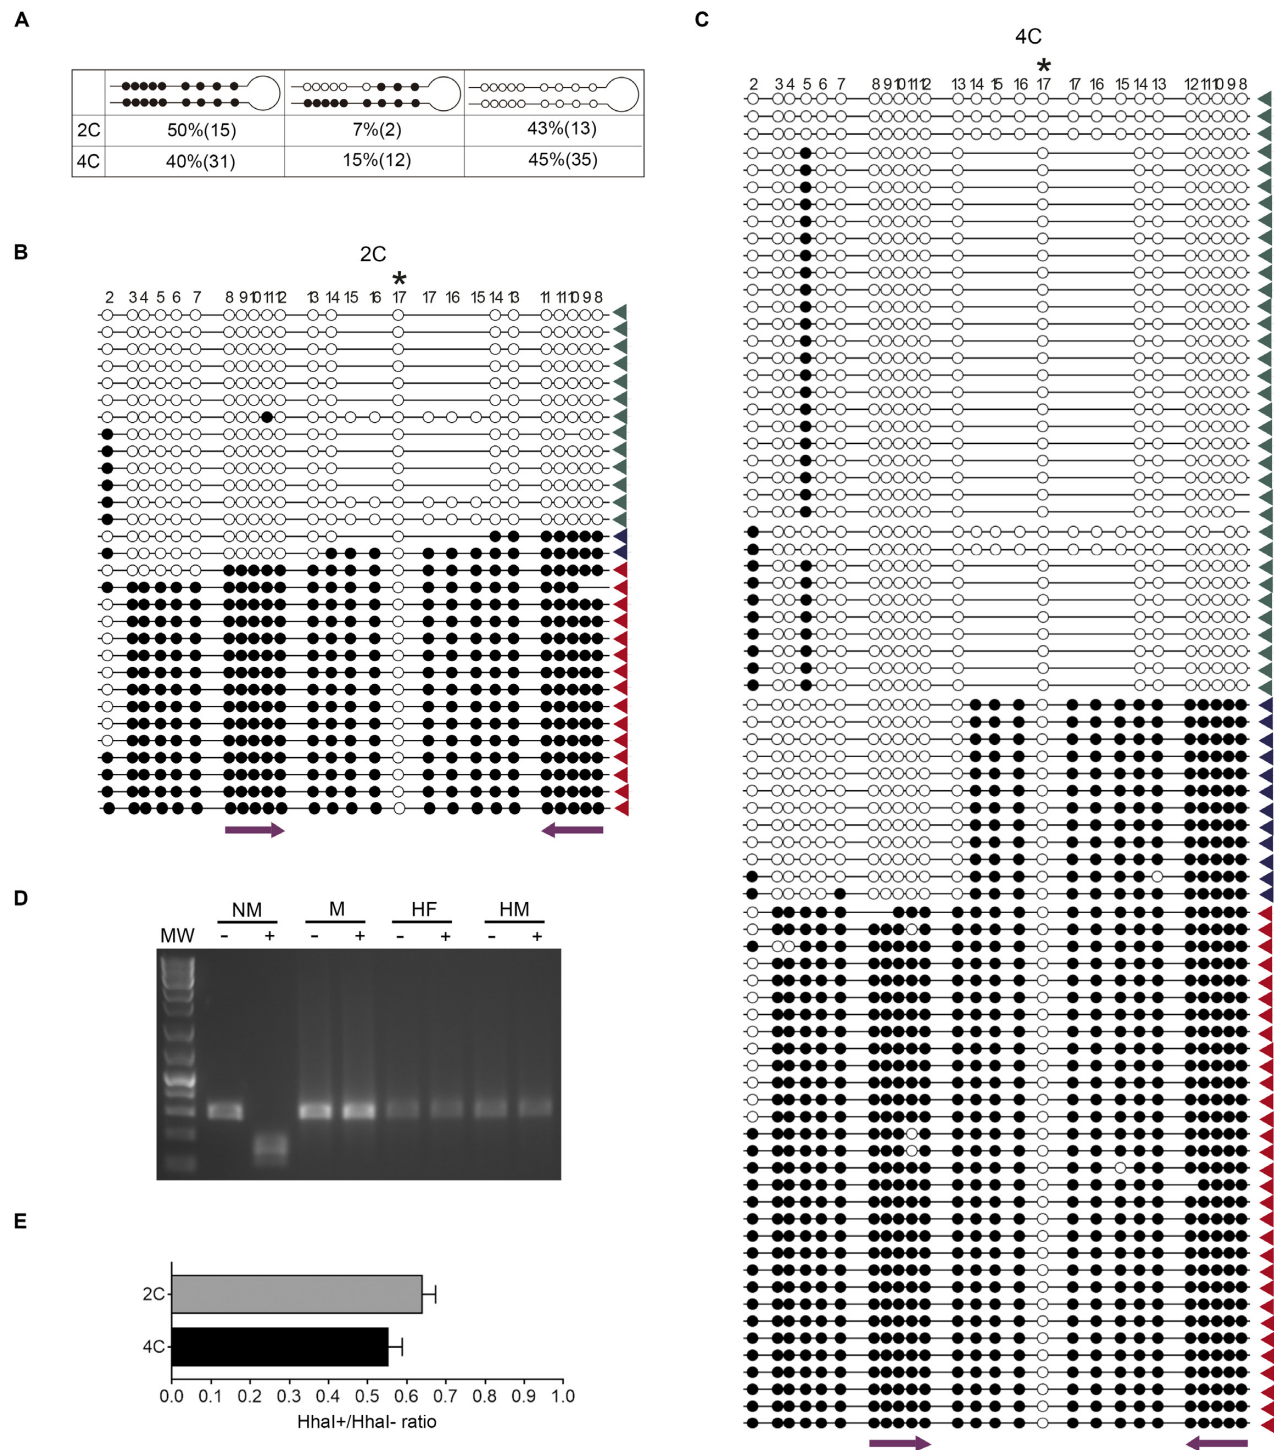 A
2C 50%(15) 7%(2) 43%(13)
4C 40%(31) 15%(12) 45%(35)
B
2C
*
2 3 4 5 6 7 8 9 10 11 12 13 14 15 16 17 17 16 15 14 13 11 11 10 9 8
C
4C
*
2 3 4 5 6 7 8 9 10 11 12 13 14 15 16 17 17 16 15 14 13 12 11 10 9 8
D
NM M HF HM
MW - + - + - + - +
E
2C
4C
0.0 0.1 0.2 0.3 0.4 0.5 0.6 0.7 0.8 0.9 1.0
HhaI+/HhaI- ratio